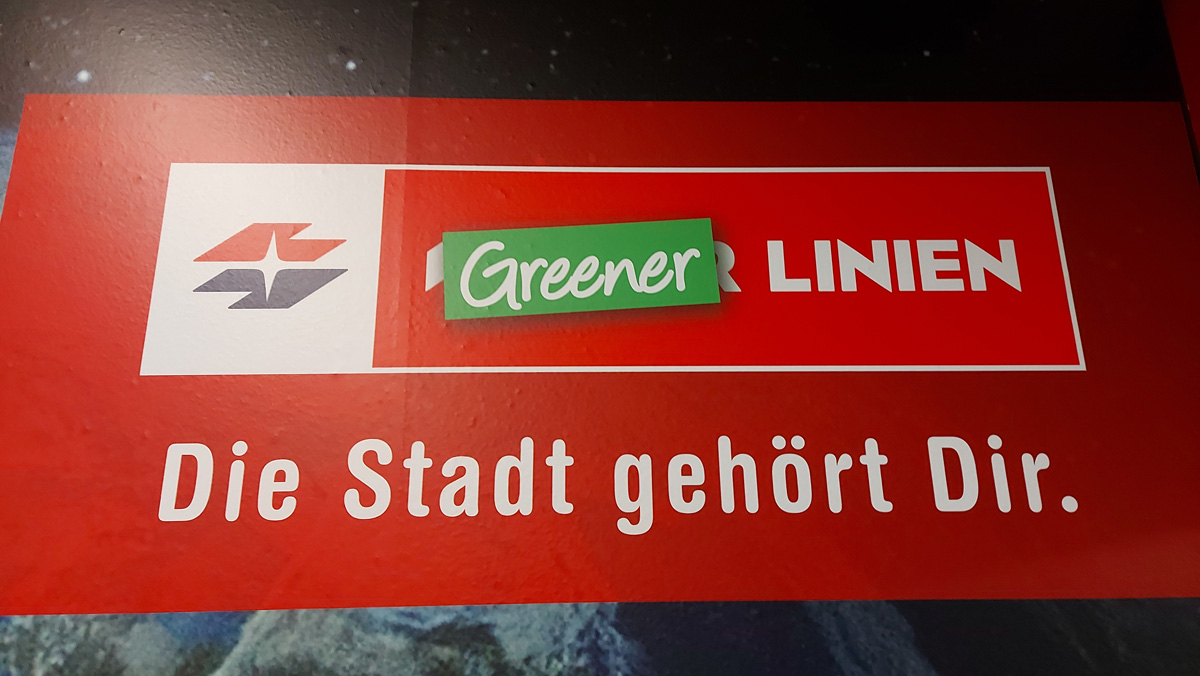 Greener LINIEN
Die Stadt gehört Dir.